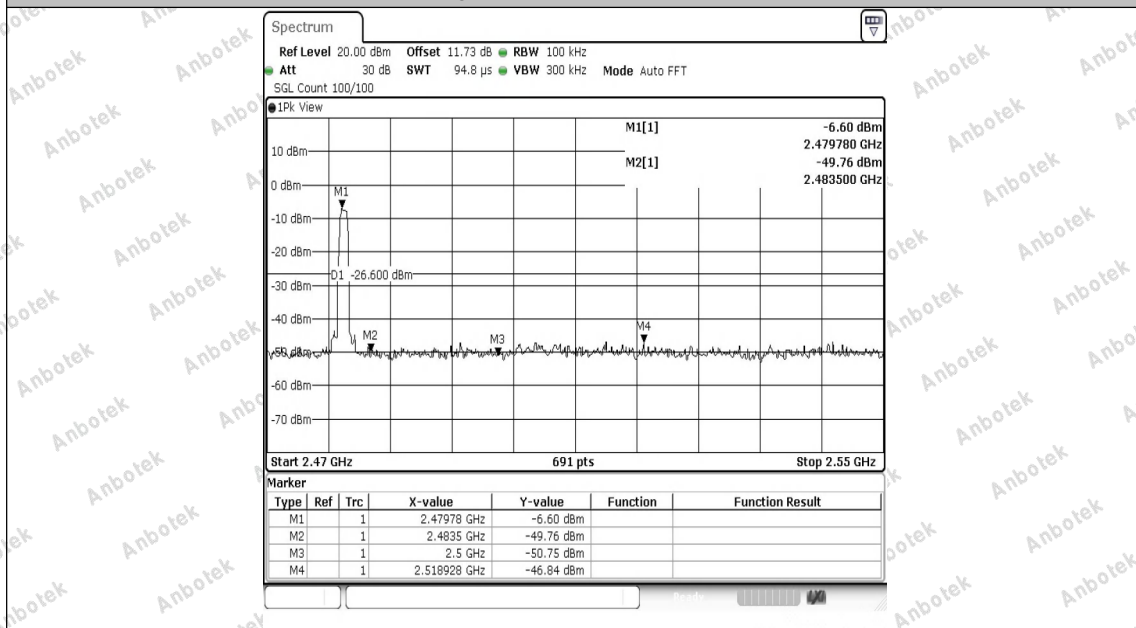 Spectrum
Ref Level 20.00 dBm Offset 11.73 dB RBW 100 kHz
Att 30 dB SWT 94.8 µs VBW 300 kHz Mode Auto FFT
SGL Count 100/100
1Pk View
M1[1] -6.60 dBm
2.479780 GHz
M2[1] -49.76 dBm
2.483500 GHz
10 dBm
0 dBm
M1
-10 dBm
-20 dBm
D1 -26.600 dBm
-30 dBm
-40 dBm
M2
M3
M4
-50 dBm
-60 dBm
-70 dBm
Start 2.47 GHz 691 pts Stop 2.55 GHz
Marker
Type Ref Trc X-value Y-value Function Function Result
M1 1 2.47978 GHz -6.60 dBm
M2 1 2.4835 GHz -49.76 dBm
M3 1 2.5 GHz -50.75 dBm
M4 1 2.518928 GHz -46.84 dBm
Ready
Anbotek